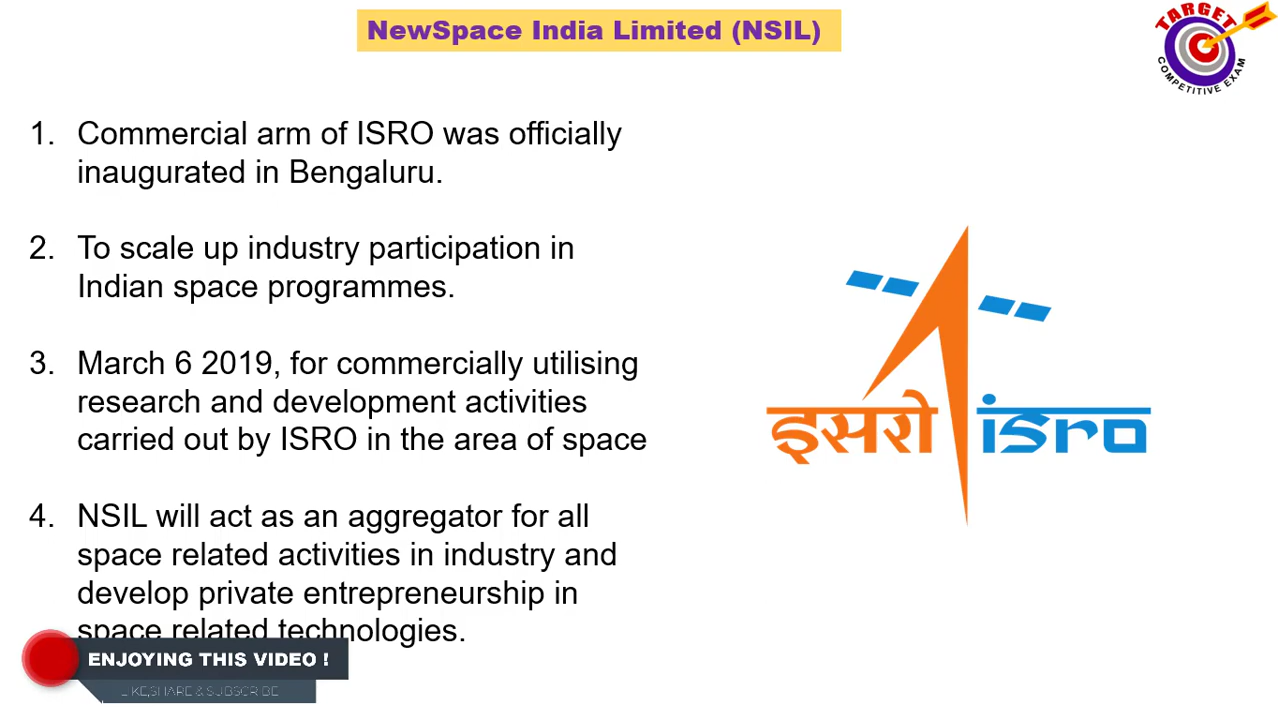 NewSpace India Limited (NSIL)
TARGET
COMPETITIVE EXAM
1. Commercial arm of ISRO was officially
inaugurated in Bengaluru.
2. To scale up industry participation in
Indian space programmes.
3. March 6 2019, for commercially utilising
research and development activities
carried out by ISRO in the area of space
4. NSIL will act as an aggregator for all
space related activities in industry and
develop private entrepreneurship in
space related technologies.
इसरो isro
ENJOYING THIS VIDEO !
LIKE,SHARE & SUBSCRIBE